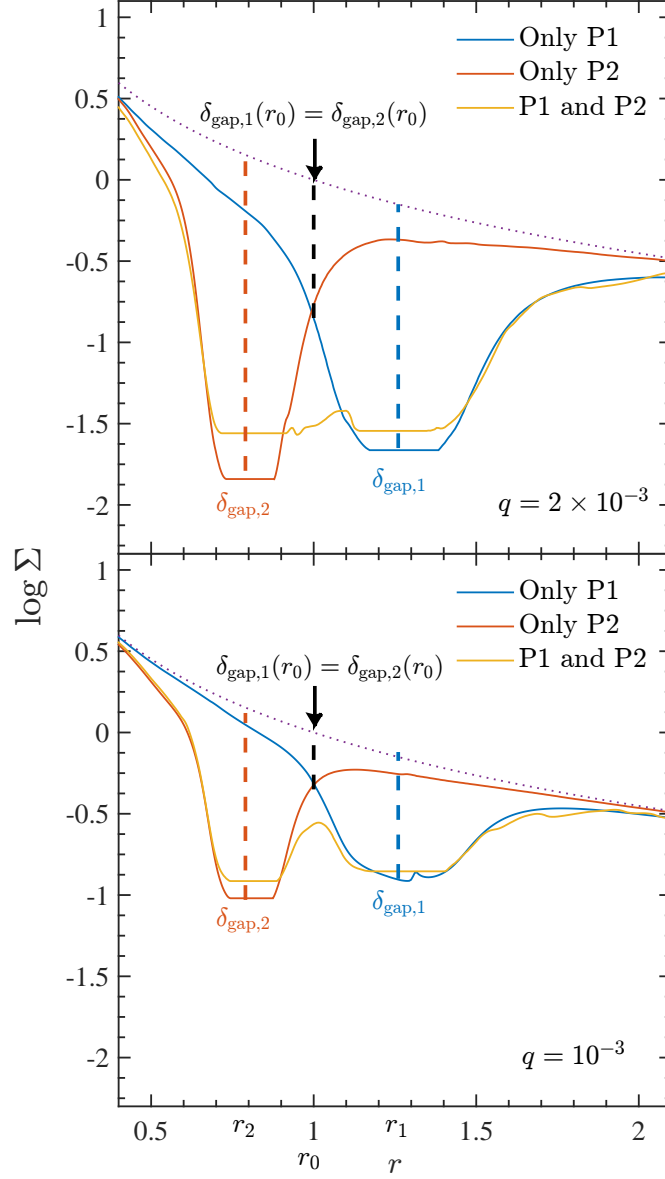 1
0.5
0
-0.5
-1
-1.5
-2
Only P1
Only P2
P1 and P2
δgap,1(r0) = δgap,2(r0)
δgap,2
δgap,1
q = 2 × 10−3
log Σ
1
0.5
0
-0.5
-1
-1.5
-2
Only P1
Only P2
P1 and P2
δgap,1(r0) = δgap,2(r0)
δgap,2
δgap,1
q = 10−3
0.5 r2 1 r1 1.5 2
r0 r